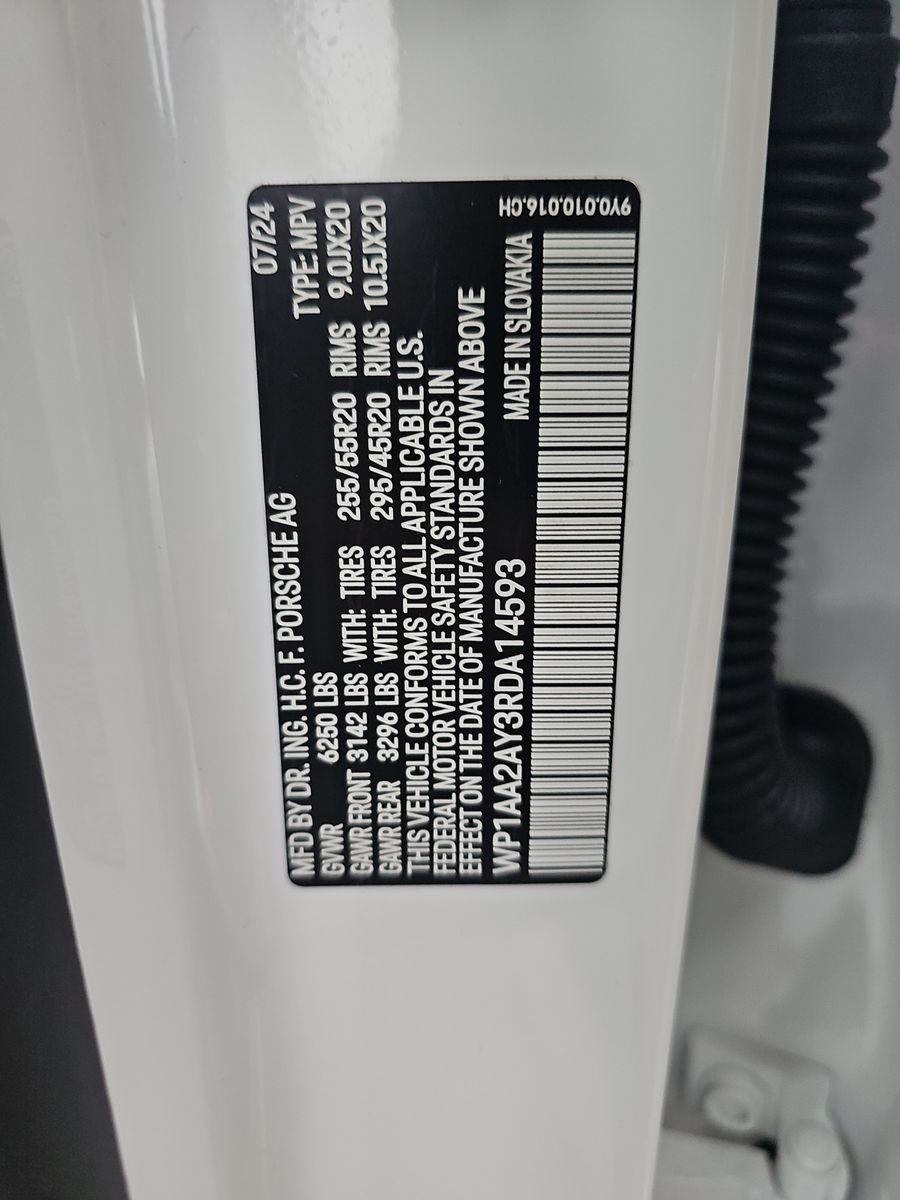 MFD BY DR. ING. H.C. F. PORSCHE AG 07/24
GVWR 6250 LBS TYPE: MPV
GAWR FRONT 3142 LBS WITH: TIRES 255/55R20 RIMS 9.0JX20
GAWR REAR 3296 LBS WITH: TIRES 295/45R20 RIMS 10.5JX20
THIS VEHICLE CONFORMS TO ALL APPLICABLE U.S.
FEDERAL MOTOR VEHICLE SAFETY STANDARDS IN
EFFECT ON THE DATE OF MANUFACTURE SHOWN ABOVE
WP1AA2AY3RDA14593 MADE IN SLOVAKIA
9Y0.010.016.CH